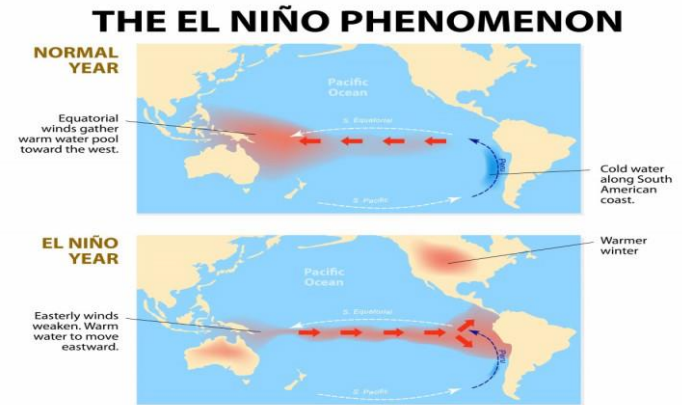 THE EL NIÑO PHENOMENON
NORMAL
YEAR
Pacific
Ocean
Equatorial
winds gather
warm water pool
toward the west.
S. Equatorial
Peru
Cold water
along South
American
coast.
S. Pacific
EL NIÑO
YEAR
Warmer
winter
Pacific
Ocean
Easterly winds
weaken. Warm
water to move
eastward.
S. Equatorial
Peru
S. Pacific